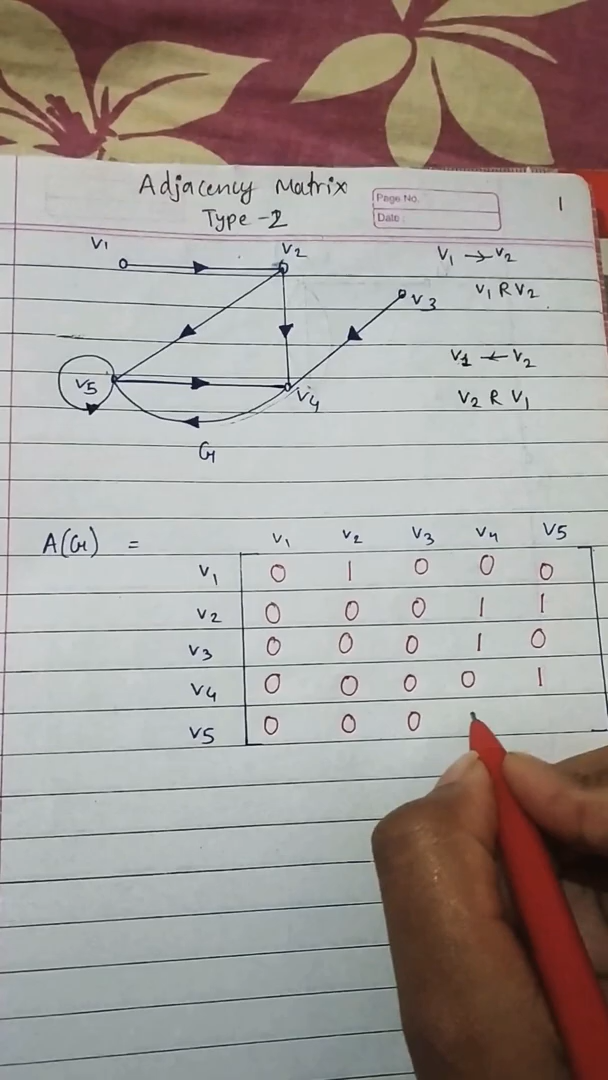 Adjacency Matrix
Type-2
Page No.
Date:
1
V1 V2
V1 → V2
V3
V1 R V2
V1 ← V2
V5
V4
V2 R V1
G
A(G) =
V1 V2 V3 V4 V5
V1 0 1 0 0 0
V2 0 0 0 1 1
V3 0 0 0 1 0
V4 0 0 0 0 1
V5 0 0 0